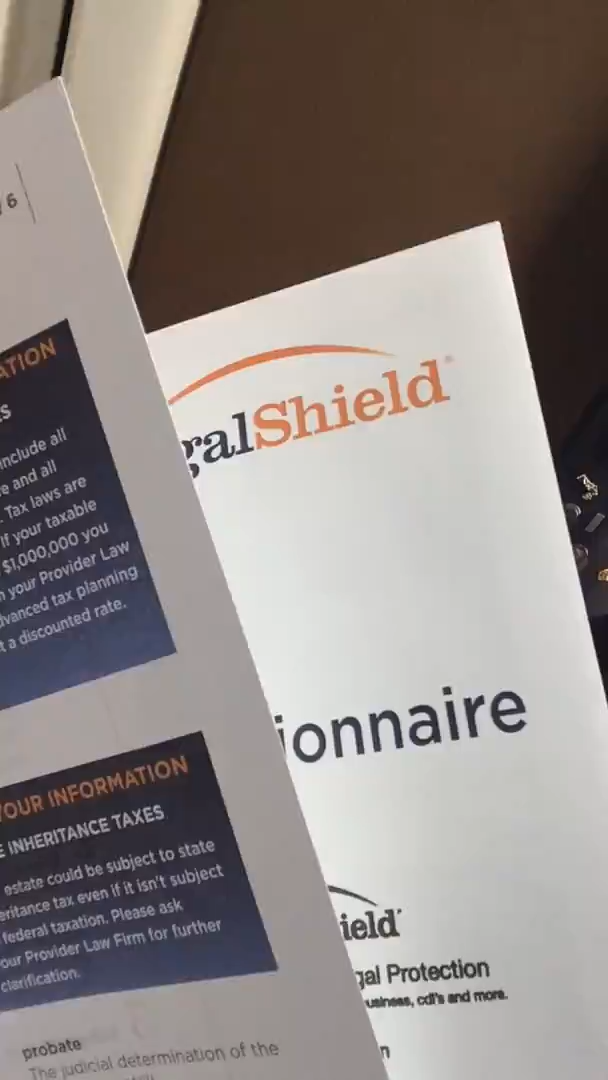 /6
ATION
S
include all
e and all
. Tax laws are
If your taxable
$1,000,000 you
your Provider Law
dvanced tax planning
t a discounted rate.
YOUR INFORMATION
E INHERITANCE TAXES
estate could be subject to state
eritance tax even if it isn't subject
federal taxation. Please ask
our Provider Law Firm for further
clarification.
probate
The judicial determination of the
galShield®
ionnaire
ield
gal Protection
usiness, cdl's and more.
n